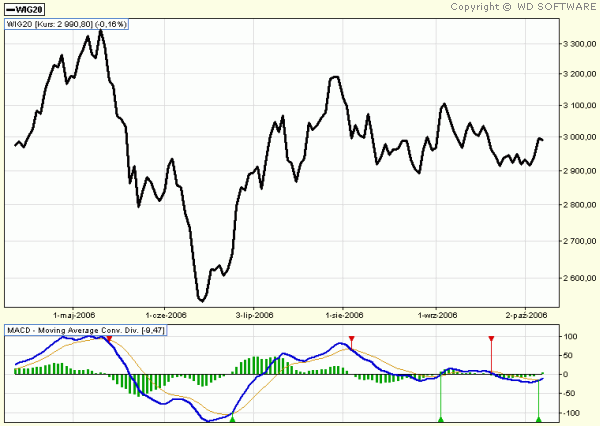 Copyright © WD SOFTWARE
WIG20
WIG20 [Kurs: 2 990,80] (-0,16%)
3 300,00
3 200,00
3 100,00
3 000,00
2 900,00
2 800,00
2 700,00
2 600,00
1-maj-2006
1-cze-2006
3-lip-2006
1-sie-2006
1-wrz-2006
2-paź-2006
MACD - Moving Average Conv. Div. [-9,47]
100
50
0
-50
-100